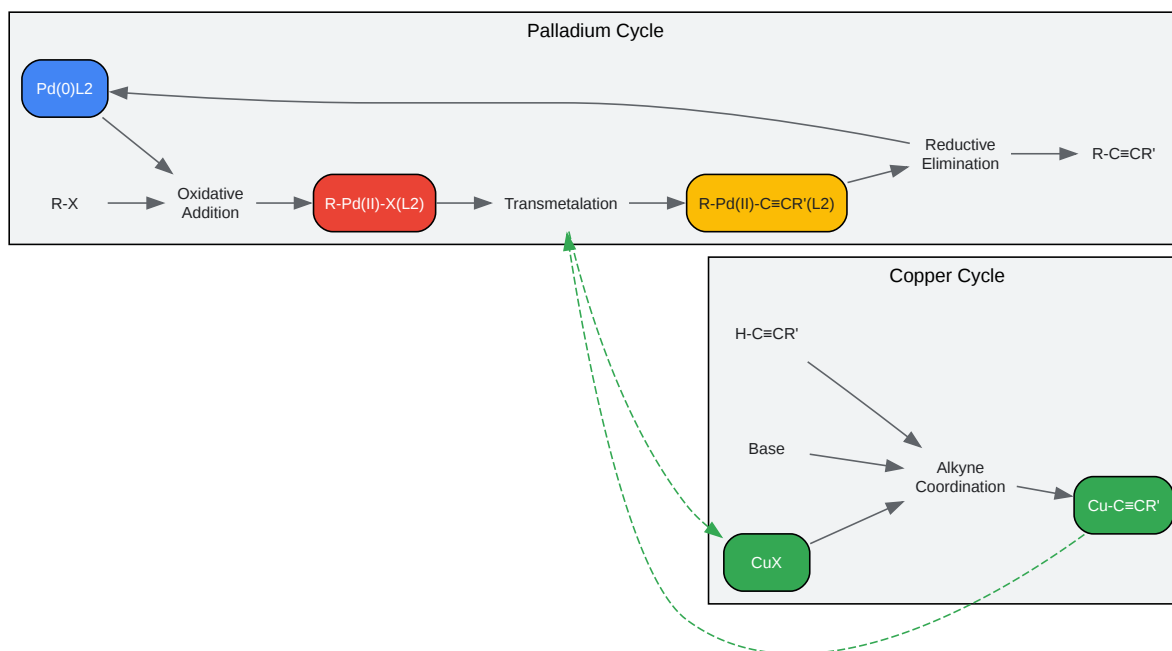 Palladium Cycle
Pd(0)L2
R-X
Oxidative
Addition
R-Pd(II)-X(L2)
Transmetalation
R-Pd(II)-C≡CR'(L2)
Reductive
Elimination
R-C≡CR'
Copper Cycle
H-C≡CR'
Base
CuX
Alkyne
Coordination
Cu-C≡CR'